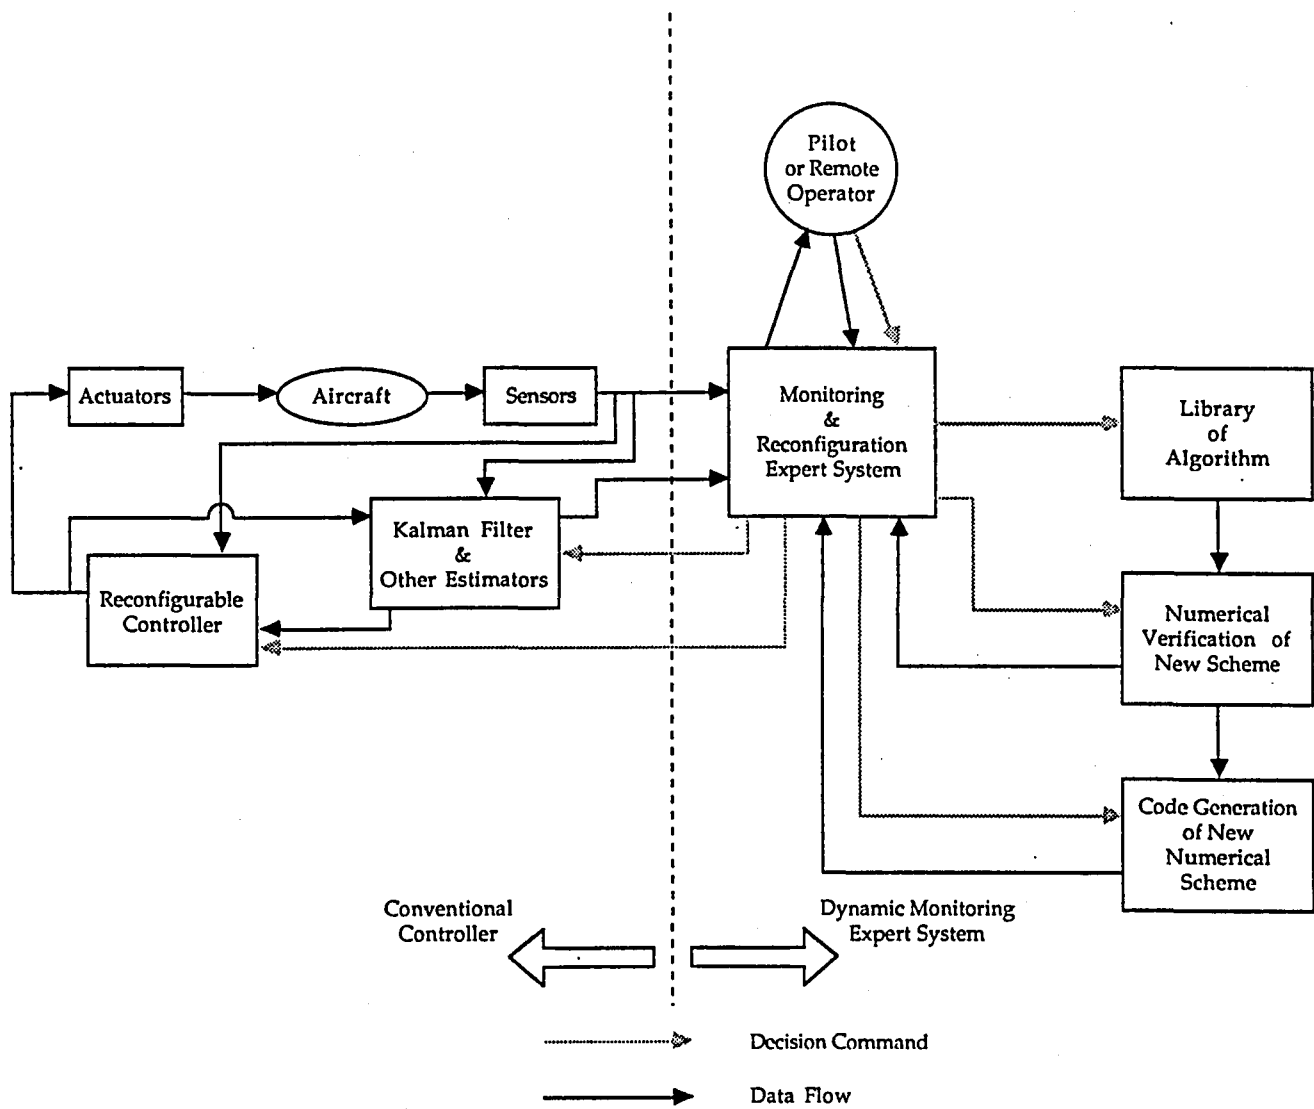 Pilot
or Remote
Operator
Actuators
Aircraft
Sensors
Monitoring
&
Reconfiguration
Expert System
Library
of
Algorithm
Kalman Filter
&
Other Estimators
Reconfigurable
Controller
Numerical
Verification of
New Scheme
Code Generation
of New
Numerical
Scheme
Conventional
Controller
Dynamic Monitoring
Expert System
Decision Command
Data Flow